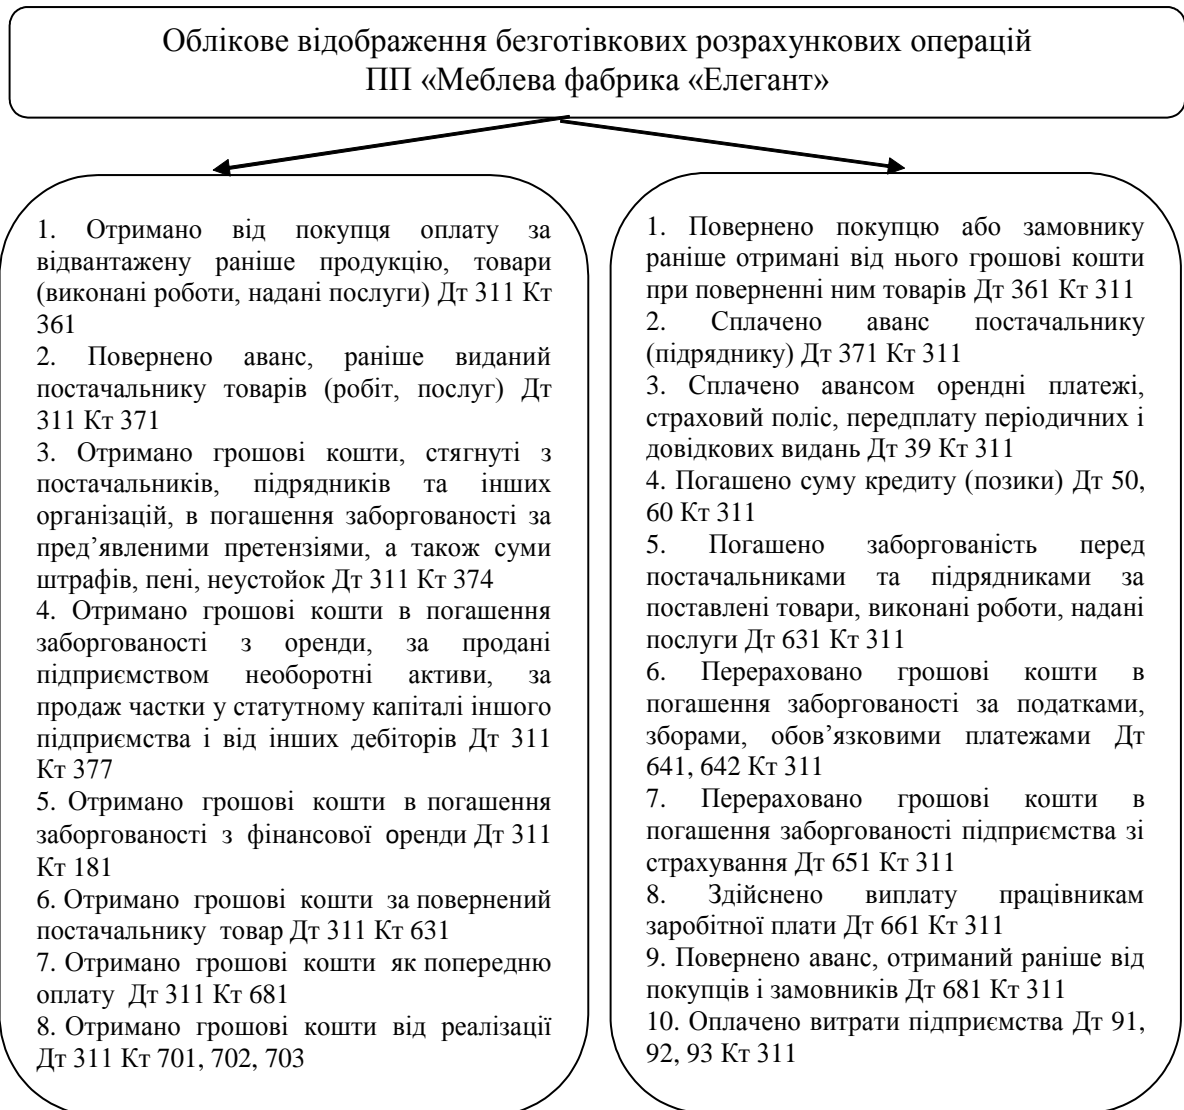 Облікове відображення безготівкових розрахункових операцій
ПП «Меблева фабрика «Елегант»
1. Отримано від покупця оплату за
відвантажену раніше продукцію, товари
(виконані роботи, надані послуги) Дт 311 Кт
361
2. Повернено аванс, раніше виданий
постачальнику товарів (робіт, послуг) Дт
311 Кт 371
3. Отримано грошові кошти, стягнуті з
постачальників, підрядників та інших
організацій, в погашення заборгованості за
пред’явленими претензіями, а також суми
штрафів, пені, неустойок Дт 311 Кт 374
4. Отримано грошові кошти в погашення
заборгованості з оренди, за продані
підприємством необоротні активи, за
продаж частки у статутному капіталі іншого
підприємства і від інших дебіторів Дт 311
Кт 377
5. Отримано грошові кошти в погашення
заборгованості з фінансової оренди Дт 311
Кт 181
6. Отримано грошові кошти за повернений
постачальнику товар Дт 311 Кт 631
7. Отримано грошові кошти як попередню
оплату Дт 311 Кт 681
8. Отримано грошові кошти від реалізації
Дт 311 Кт 701, 702, 703
1. Повернено покупцю або замовнику
раніше отримані від нього грошові кошти
при поверненні ним товарів Дт 361 Кт 311
2. Сплачено аванс постачальнику
(підряднику) Дт 371 Кт 311
3. Сплачено авансом орендні платежі,
страховий поліс, передплату періодичних і
довідкових видань Дт 39 Кт 311
4. Погашено суму кредиту (позики) Дт 50,
60 Кт 311
5. Погашено заборгованість перед
постачальниками та підрядниками за
поставлені товари, виконані роботи, надані
послуги Дт 631 Кт 311
6. Перераховано грошові кошти в
погашення заборгованості за податками,
зборами, обов’язковими платежами Дт
641, 642 Кт 311
7. Перераховано грошові кошти в
погашення заборгованості підприємства зі
страхування Дт 651 Кт 311
8. Здійснено виплату працівникам
заробітної плати Дт 661 Кт 311
9. Повернено аванс, отриманий раніше від
покупців і замовників Дт 681 Кт 311
10. Оплачено витрати підприємства Дт 91,
92, 93 Кт 311